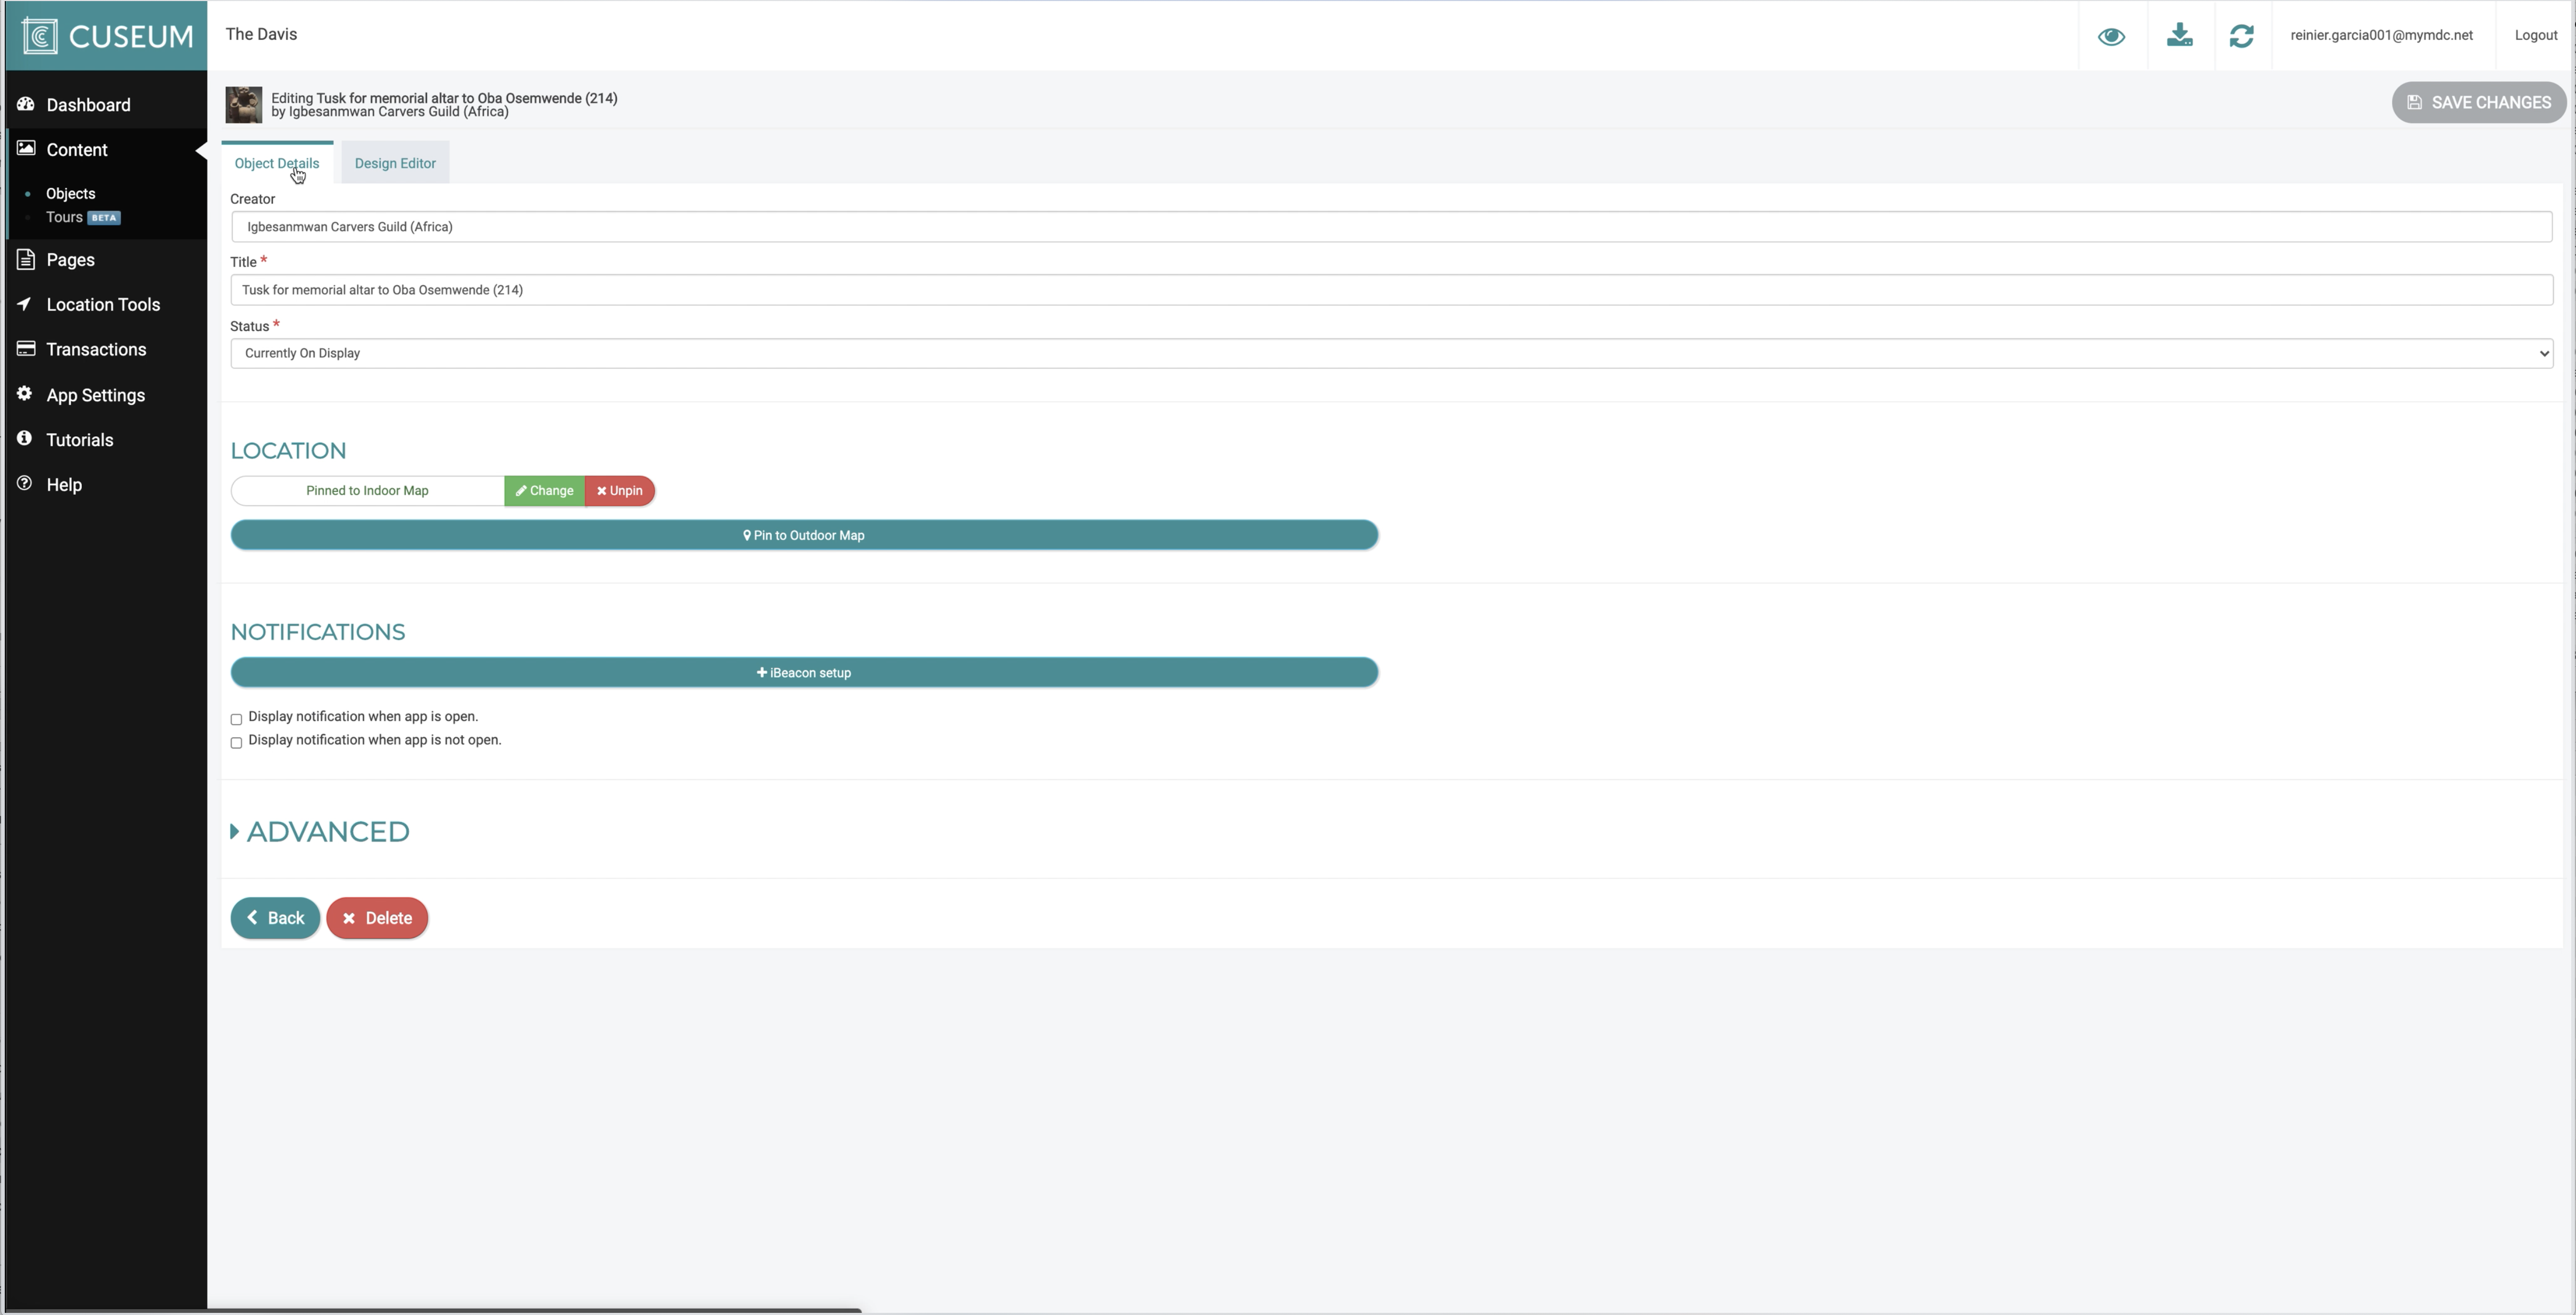 CUSEUM
The Davis
reinier.garcia001@mymdc.net
Logout
Dashboard
Content
Objects
Tours BETA
Pages
Location Tools
Transactions
App Settings
Tutorials
Help
Editing Tusk for memorial altar to Oba Osemwende (214)
by Igbesanmwan Carvers Guild (Africa)
SAVE CHANGES
Object Details
Design Editor
Creator
Igbesanmwan Carvers Guild (Africa)
Title *
Tusk for memorial altar to Oba Osemwende (214)
Status *
Currently On Display
LOCATION
Pinned to Indoor Map
Change
Unpin
Pin to Outdoor Map
NOTIFICATIONS
iBeacon setup
Display notification when app is open.
Display notification when app is not open.
ADVANCED
Back
Delete